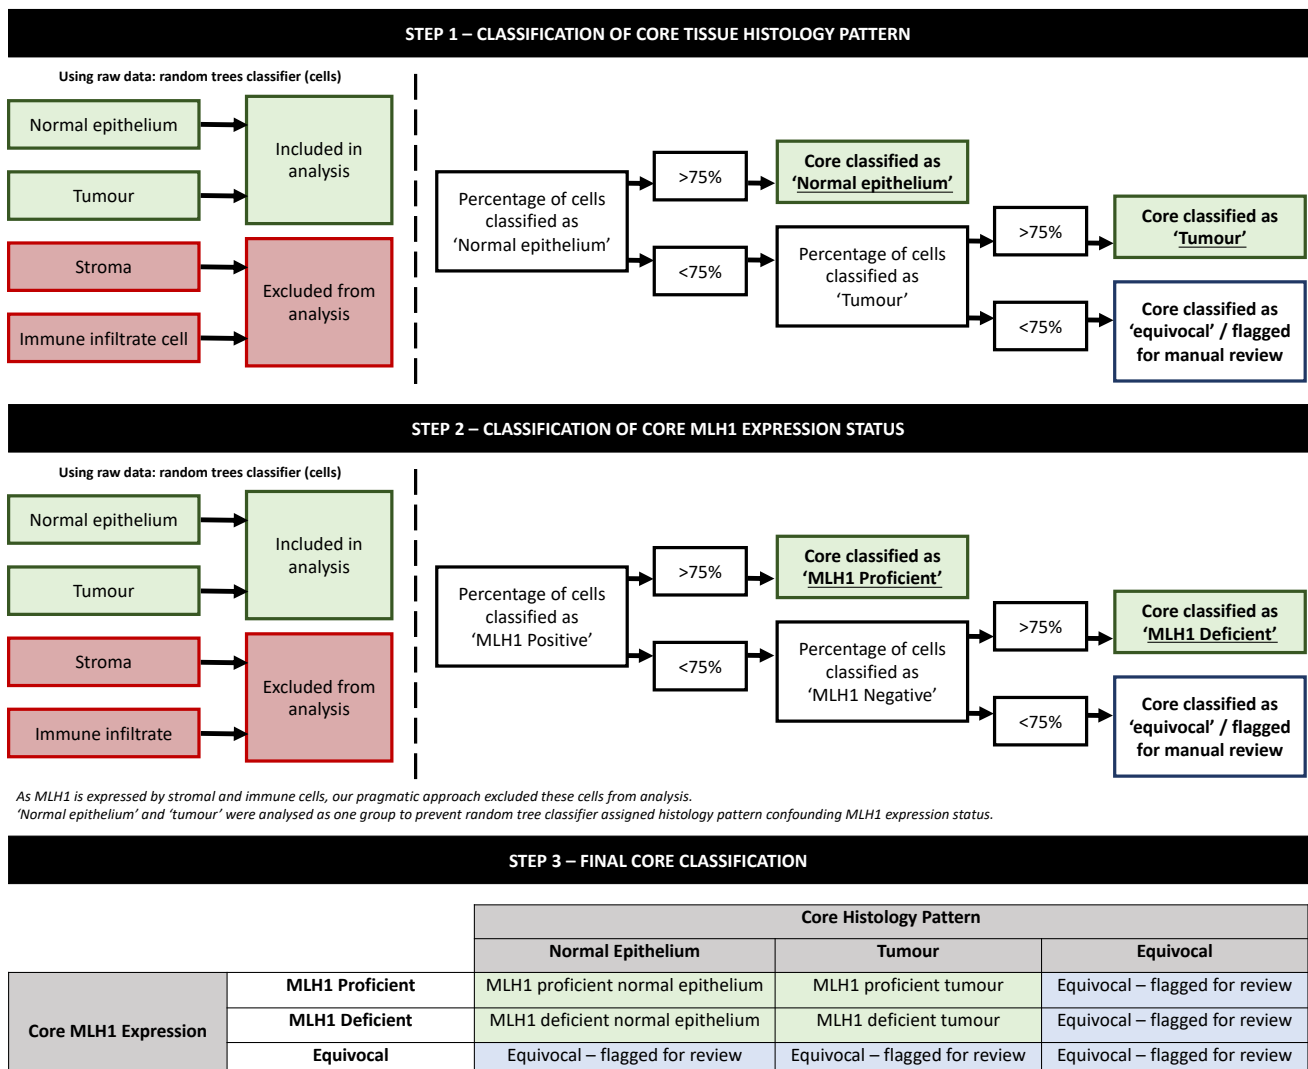 STEP 1 – CLASSIFICATION OF CORE TISSUE HISTOLOGY PATTERN
Using raw data: random trees classifier (cells)
Normal epithelium
Tumour
Stroma
Immune infiltrate cell
Included in
analysis
Excluded from
analysis
Percentage of cells
classified as
‘Normal epithelium’
>75%
<75%
Core classified as
‘Normal epithelium’
Percentage of cells
classified as
‘Tumour’
>75%
<75%
Core classified as
‘Tumour’
Core classified as
‘equivocal’ / flagged
for manual review
STEP 2 – CLASSIFICATION OF CORE MLH1 EXPRESSION STATUS
Using raw data: random trees classifier (cells)
Normal epithelium
Tumour
Stroma
Immune infiltrate
Included in
analysis
Excluded from
analysis
Percentage of cells
classified as
‘MLH1 Positive’
>75%
<75%
Core classified as
‘MLH1 Proficient’
Percentage of cells
classified as
‘MLH1 Negative’
>75%
<75%
Core classified as
‘MLH1 Deficient’
Core classified as
‘equivocal’ / flagged
for manual review
As MLH1 is expressed by stromal and immune cells, our pragmatic approach excluded these cells from analysis.
‘Normal epithelium’ and ‘tumour’ were analysed as one group to prevent random tree classifier assigned histology pattern confounding MLH1 expression status.
STEP 3 – FINAL CORE CLASSIFICATION
Core Histology Pattern
Normal Epithelium Tumour Equivocal
Core MLH1 Expression
MLH1 Proficient MLH1 proficient normal epithelium MLH1 proficient tumour Equivocal – flagged for review
MLH1 Deficient MLH1 deficient normal epithelium MLH1 deficient tumour Equivocal – flagged for review
Equivocal Equivocal – flagged for review Equivocal – flagged for review Equivocal – flagged for review